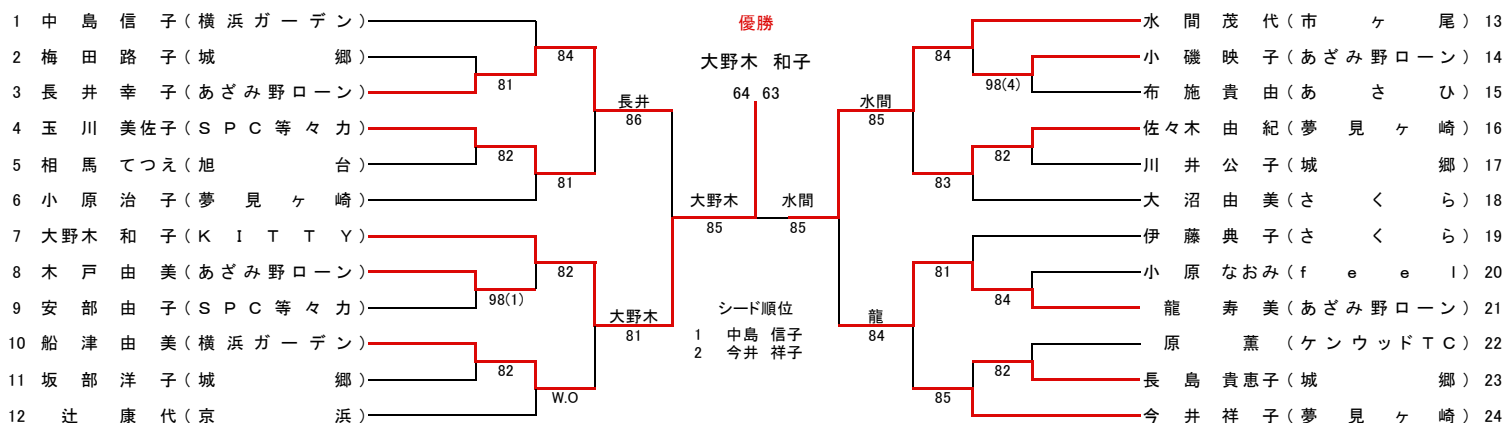 優勝
大野木 和子
64 63
1 中島信子(横浜ガーデン)
2 梅田路子(城郷)
3 長井幸子(あざみ野ローン)
4 玉川美佐子(SPC等々力)
5 相馬てつえ(旭台)
6 小原治子(夢見ヶ崎)
7 大野木和子(KITTY)
8 木戸由美(あざみ野ローン)
9 安部由子(SPC等々力)
10 船津由美(横浜ガーデン)
11 坂部洋子(城郷)
12 辻康代(京浜)
84
81
82
81
82
98(1)
82
W.O
長井
86
大野木
81
大野木
85
水間
85
シード順位
1 中島 信子
2 今井 祥子
水間
85
龍
84
84
98(4)
82
83
81
84
82
85
水間茂代(市ヶ尾) 13
小磯映子(あざみ野ローン) 14
布施貴由(あさひ) 15
佐々木由紀(夢見ヶ崎) 16
川井公子(城郷) 17
大沼由美(さくら) 18
伊藤典子(さくら) 19
小原なおみ(feel) 20
龍寿美(あざみ野ローン) 21
原薫(ケンウッドTC) 22
長島貴恵子(城郷) 23
今井祥子(夢見ヶ崎) 24